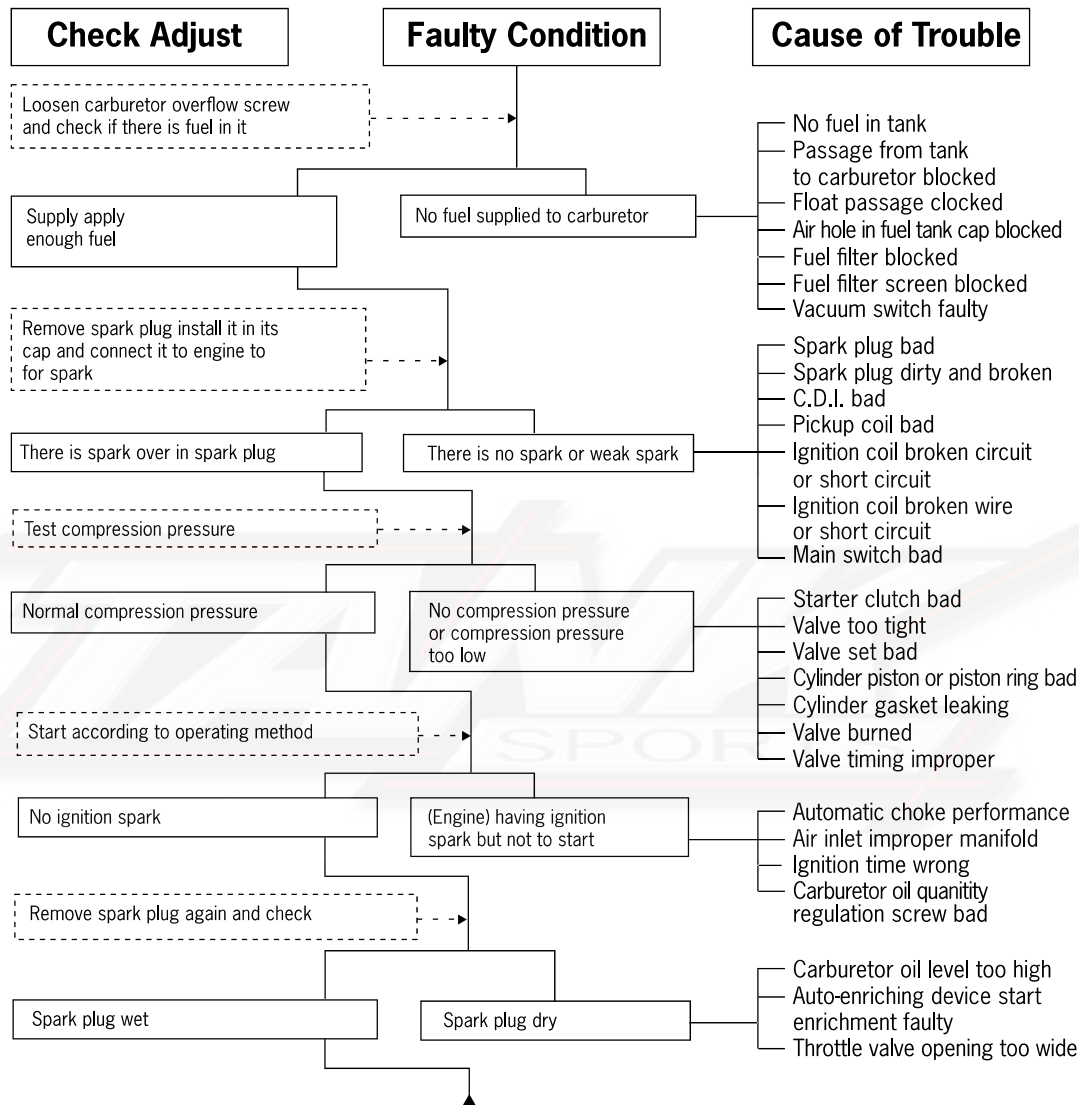 Check Adjust
Faulty Condition
Cause of Trouble
Loosen carburetor overflow screw
and check if there is fuel in it
Supply apply
enough fuel
No fuel supplied to carburetor
No fuel in tank
Passage from tank
to carburetor blocked
Float passage clocked
Air hole in fuel tank cap blocked
Fuel filter blocked
Fuel filter screen blocked
Vacuum switch faulty
Remove spark plug install it in its
cap and connect it to engine to
for spark
There is spark over in spark plug
There is no spark or weak spark
Spark plug bad
Spark plug dirty and broken
C.D.I. bad
Pickup coil bad
Ignition coil broken circuit
or short circuit
Ignition coil broken wire
or short circuit
Main switch bad
Test compression pressure
Normal compression pressure
No compression pressure
or compression pressure
too low
Starter clutch bad
Valve too tight
Valve set bad
Cylinder piston or piston ring bad
Cylinder gasket leaking
Valve burned
Valve timing improper
Start according to operating method
No ignition spark
(Engine) having ignition
spark but not to start
Automatic choke performance
Air inlet improper manifold
Ignition time wrong
Carburetor oil quanitity
regulation screw bad
Remove spark plug again and check
Spark plug wet
Spark plug dry
Carburetor oil level too high
Auto-enriching device start
enrichment faulty
Throttle valve opening too wide